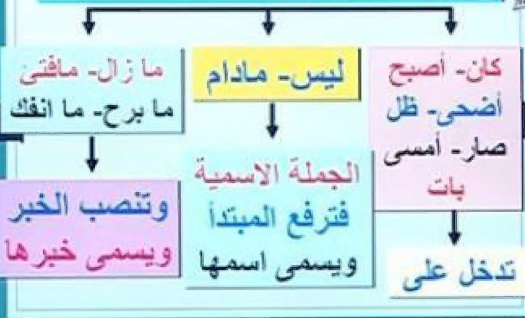 كان- أصبح
أضحى- ظل
صار- أمسى
بات
ليس- مادام
ما زال- مافتئ
ما برح- ما انفك
تدخل على
الجملة الاسمية
فترفع المبتدأ
ويسمى اسمها
وتنصب الخبر
ويسمى خبرها